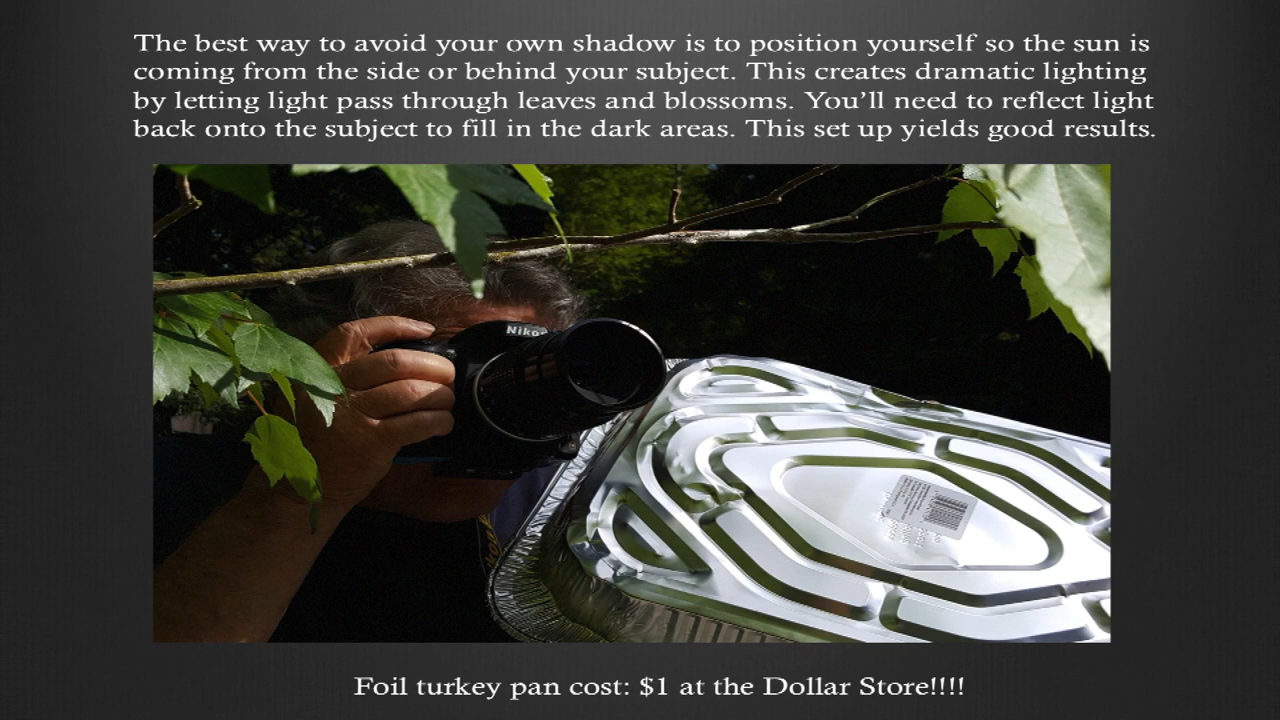 The best way to avoid your own shadow is to position yourself so the sun is
coming from the side or behind your subject. This creates dramatic lighting
by letting light pass through leaves and blossoms. You’ll need to reflect light
back onto the subject to fill in the dark areas. This set up yields good results.
Nikon
Foil turkey pan cost: $1 at the Dollar Store!!!!